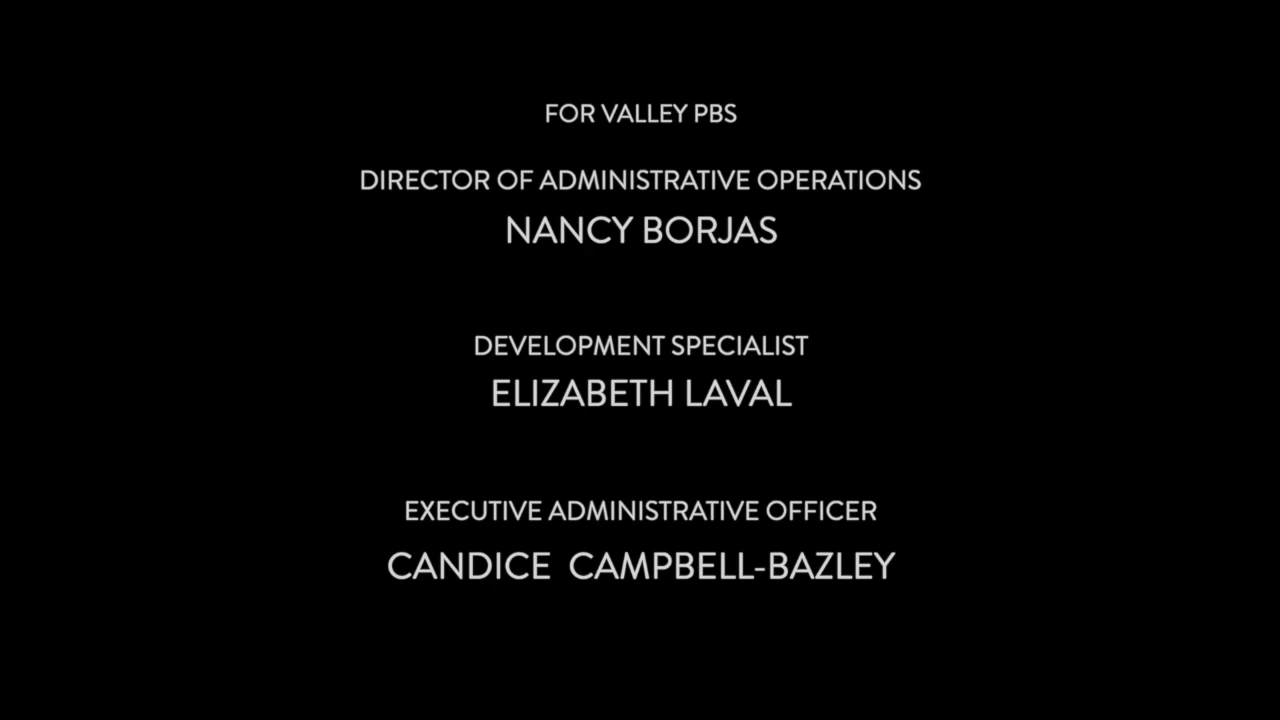 FOR VALLEY PBS
DIRECTOR OF ADMINISTRATIVE OPERATIONS
NANCY BORJAS
DEVELOPMENT SPECIALIST
ELIZABETH LAVAL
EXECUTIVE ADMINISTRATIVE OFFICER
CANDICE  CAMPBELL-BAZLEY